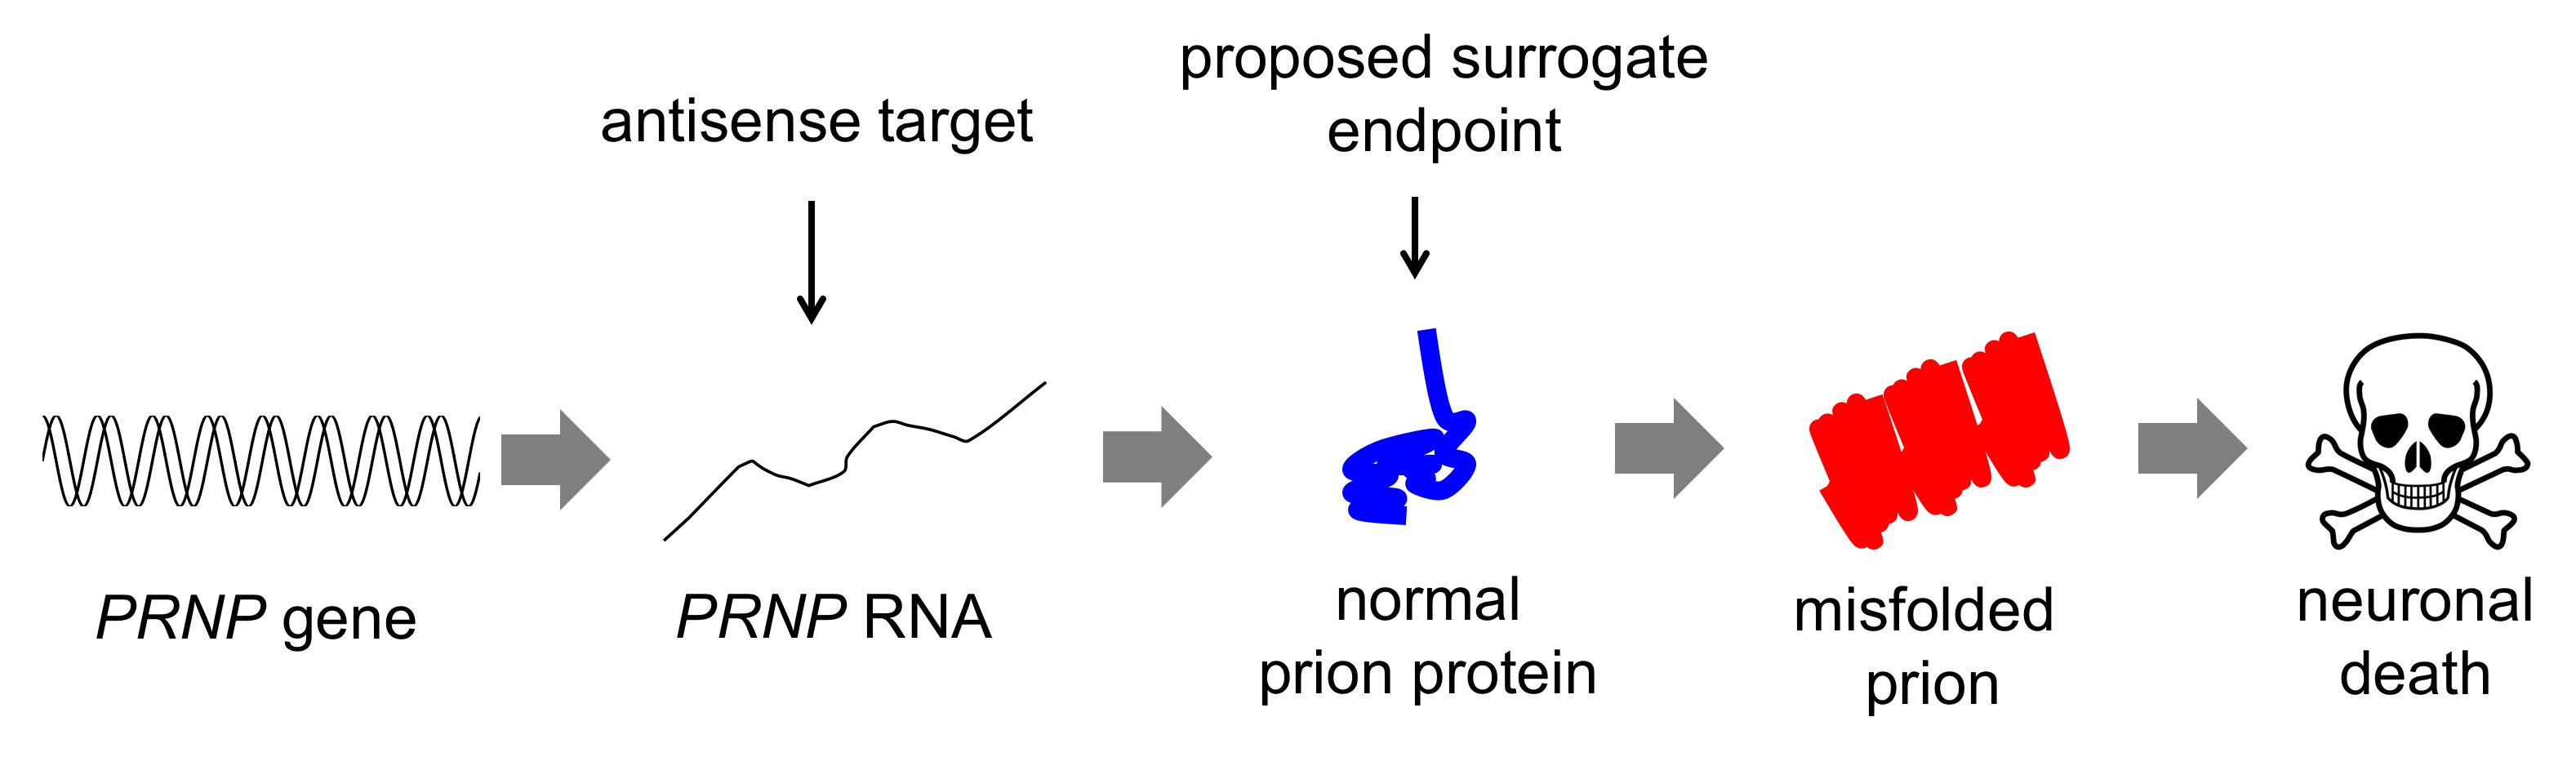 proposed surrogate
endpoint
antisense target
PRNP gene
PRNP RNA
normal
prion protein
misfolded
prion
neuronal
death